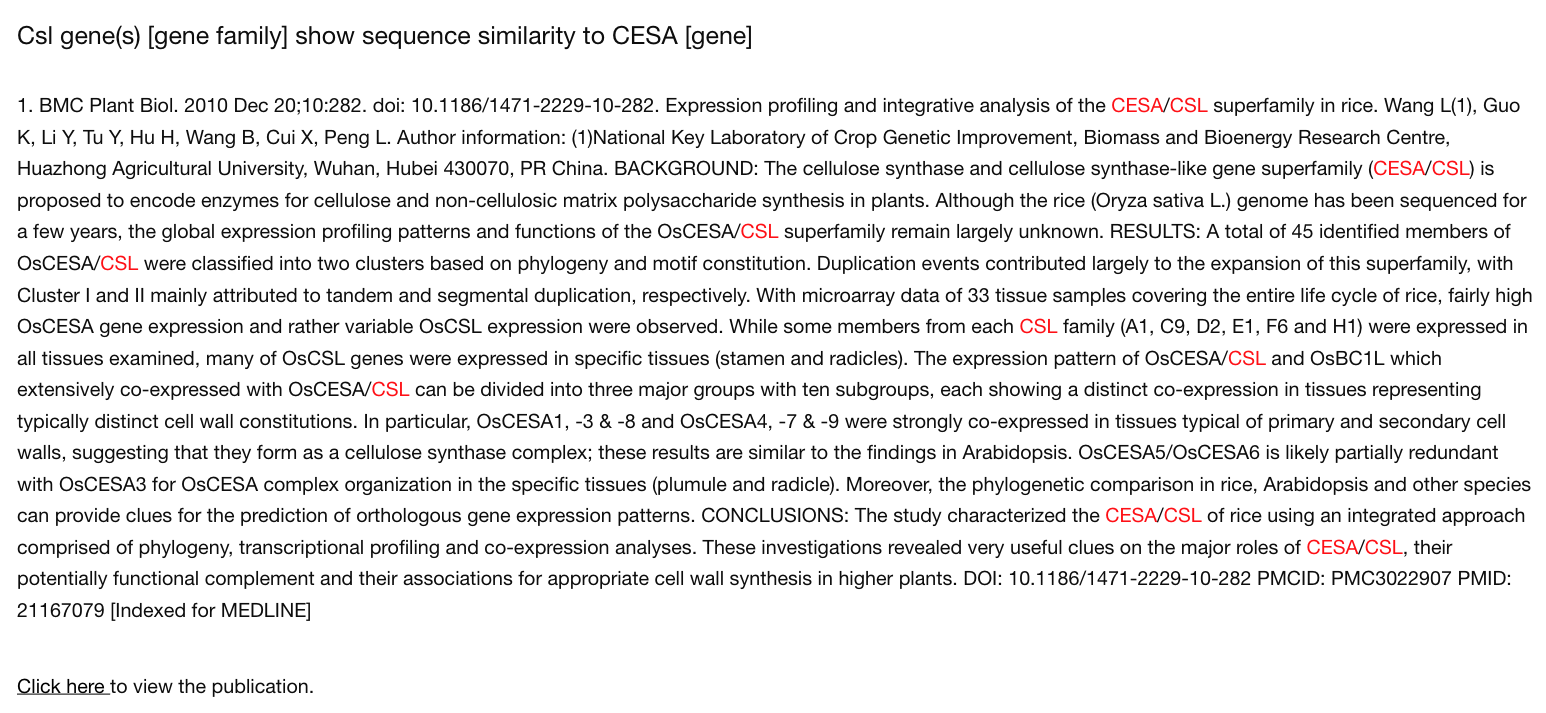 Csl gene(s) [gene family] show sequence similarity to CESA [gene]
1. BMC Plant Biol. 2010 Dec 20;10:282. doi: 10.1186/1471-2229-10-282. Expression profiling and integrative analysis of the CESA/CSL superfamily in rice. Wang L(1), Guo
K, Li Y, Tu Y, Hu H, Wang B, Cui X, Peng L. Author information: (1)National Key Laboratory of Crop Genetic Improvement, Biomass and Bioenergy Research Centre,
Huazhong Agricultural University, Wuhan, Hubei 430070, PR China. BACKGROUND: The cellulose synthase and cellulose synthase-like gene superfamily (CESA/CSL) is
proposed to encode enzymes for cellulose and non-cellulosic matrix polysaccharide synthesis in plants. Although the rice (Oryza sativa L.) genome has been sequenced for
a few years, the global expression profiling patterns and functions of the OsCESA/CSL superfamily remain largely unknown. RESULTS: A total of 45 identified members of
OsCESA/CSL were classified into two clusters based on phylogeny and motif constitution. Duplication events contributed largely to the expansion of this superfamily, with
Cluster I and II mainly attributed to tandem and segmental duplication, respectively. With microarray data of 33 tissue samples covering the entire life cycle of rice, fairly high
OsCESA gene expression and rather variable OsCSL expression were observed. While some members from each CSL family (A1, C9, D2, E1, F6 and H1) were expressed in
all tissues examined, many of OsCSL genes were expressed in specific tissues (stamen and radicles). The expression pattern of OsCESA/CSL and OsBC1L which
extensively co-expressed with OsCESA/CSL can be divided into three major groups with ten subgroups, each showing a distinct co-expression in tissues representing
typically distinct cell wall constitutions. In particular, OsCESA1, -3 & -8 and OsCESA4, -7 & -9 were strongly co-expressed in tissues typical of primary and secondary cell
walls, suggesting that they form as a cellulose synthase complex; these results are similar to the findings in Arabidopsis. OsCESA5/OsCESA6 is likely partially redundant
with OsCESA3 for OsCESA complex organization in the specific tissues (plumule and radicle). Moreover, the phylogenetic comparison in rice, Arabidopsis and other species
can provide clues for the prediction of orthologous gene expression patterns. CONCLUSIONS: The study characterized the CESA/CSL of rice using an integrated approach
comprised of phylogeny, transcriptional profiling and co-expression analyses. These investigations revealed very useful clues on the major roles of CESA/CSL, their
potentially functional complement and their associations for appropriate cell wall synthesis in higher plants. DOI: 10.1186/1471-2229-10-282 PMCID: PMC3022907 PMID:
21167079 [Indexed for MEDLINE]
Click here to view the publication.